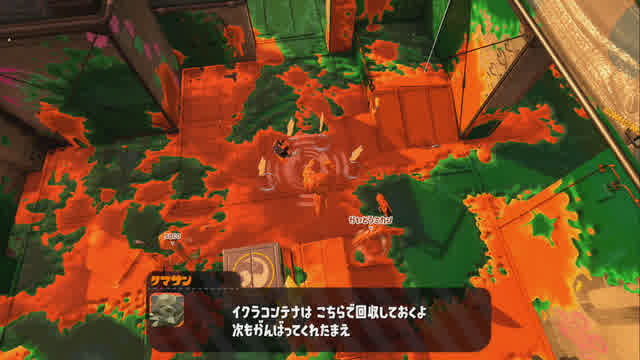 クマサン
イクラコンテナは こちらで回収しておくよ
次もがんばってくれたまえ